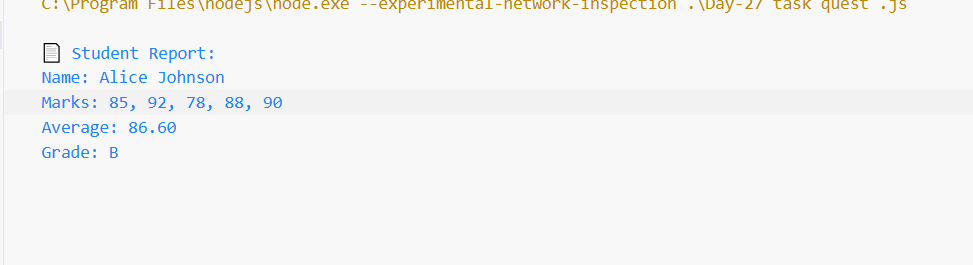 C:\Program Files\nodejs\node.exe --experimental-network-inspection .\Day-27 task quest .js
📄 Student Report:
Name: Alice Johnson
Marks: 85, 92, 78, 88, 90
Average: 86.60
Grade: B